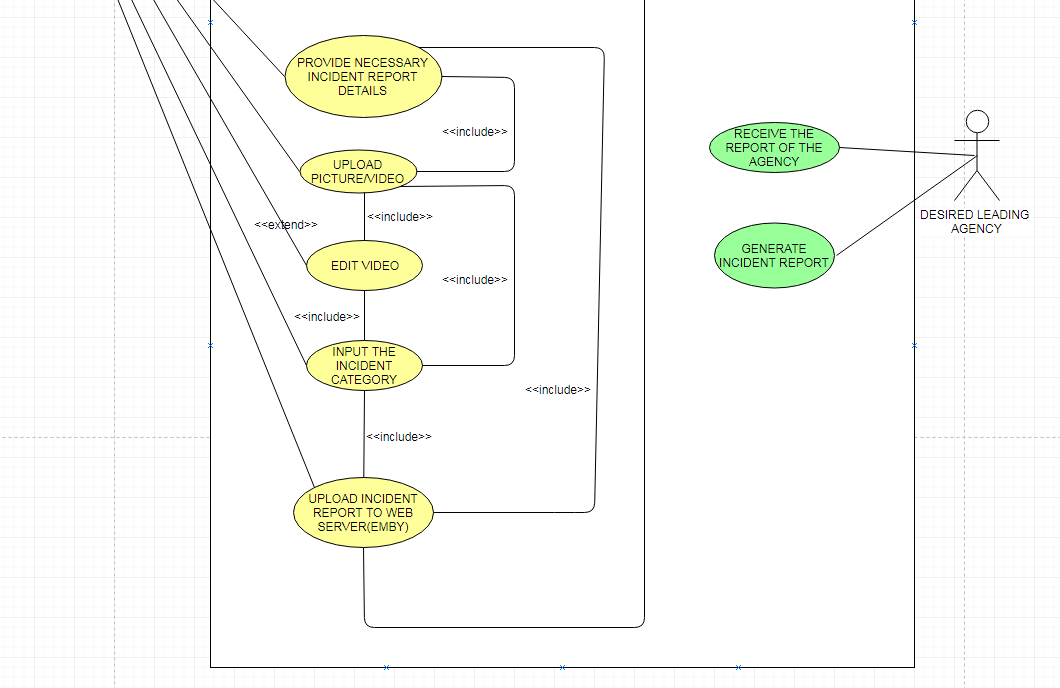 PROVIDE NECESSARY
INCIDENT REPORT
DETAILS
<<include>>
UPLOAD
PICTURE/VIDEO
<<include>>
<<extend>>
EDIT VIDEO
<<include>>
<<include>>
INPUT THE
INCIDENT
CATEGORY
<<include>>
<<include>>
UPLOAD INCIDENT
REPORT TO WEB
SERVER(EMBY)
RECEIVE THE
REPORT OF THE
AGENCY
GENERATE
INCIDENT REPORT
DESIRED LEADING
AGENCY